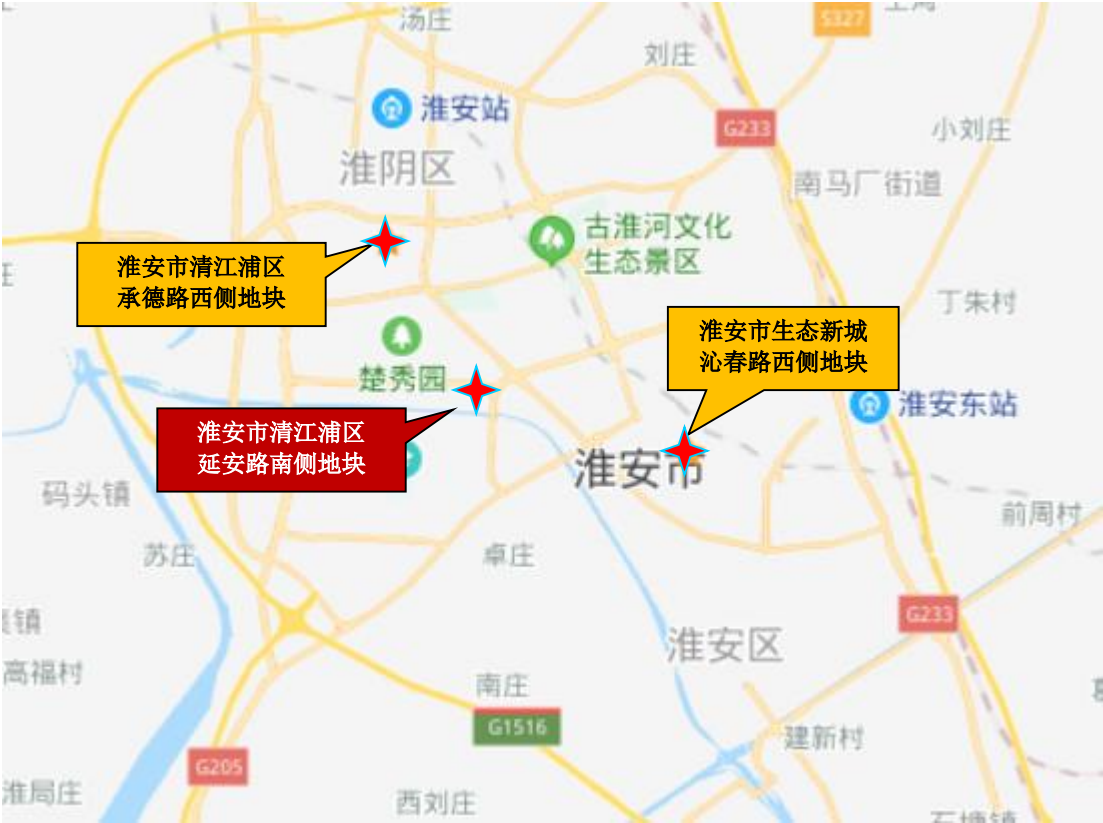 汤庄
S327
刘庄
淮安站
G233
小刘庄
淮阴区
南马厂街道
古淮河文化
生态景区
淮安市清江浦区
承德路西侧地块
丁朱村
淮安市生态新城
沁春路西侧地块
楚秀园
淮安东站
淮安市清江浦区
延安路南侧地块
淮安市
码头镇
前周村
苏庄
卓庄
G233
镇
淮安区
高福村
南庄
G1516
建新村
G205
淮局庄
西刘庄